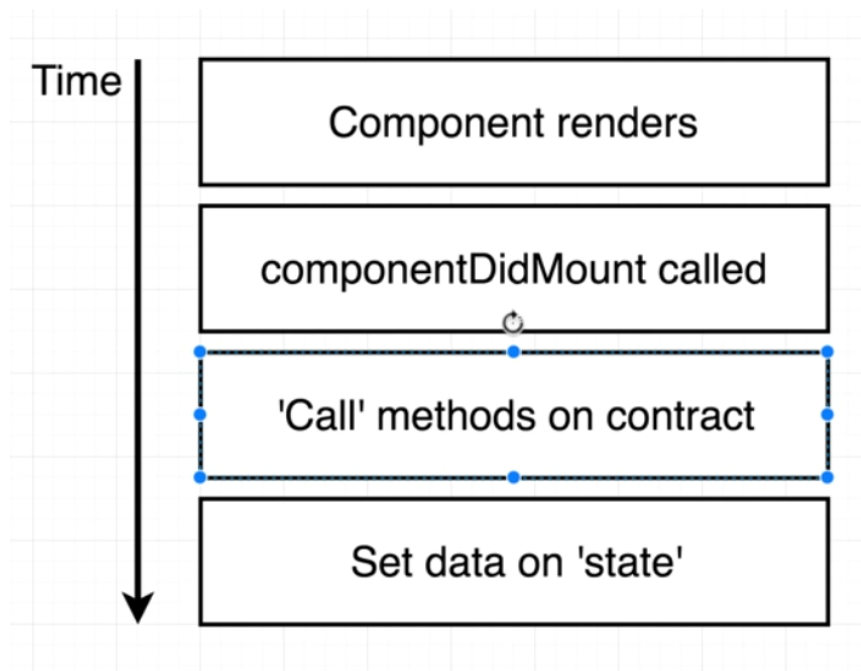 Time
Component renders
componentDidMount called
'Call' methods on contract
Set data on 'state'